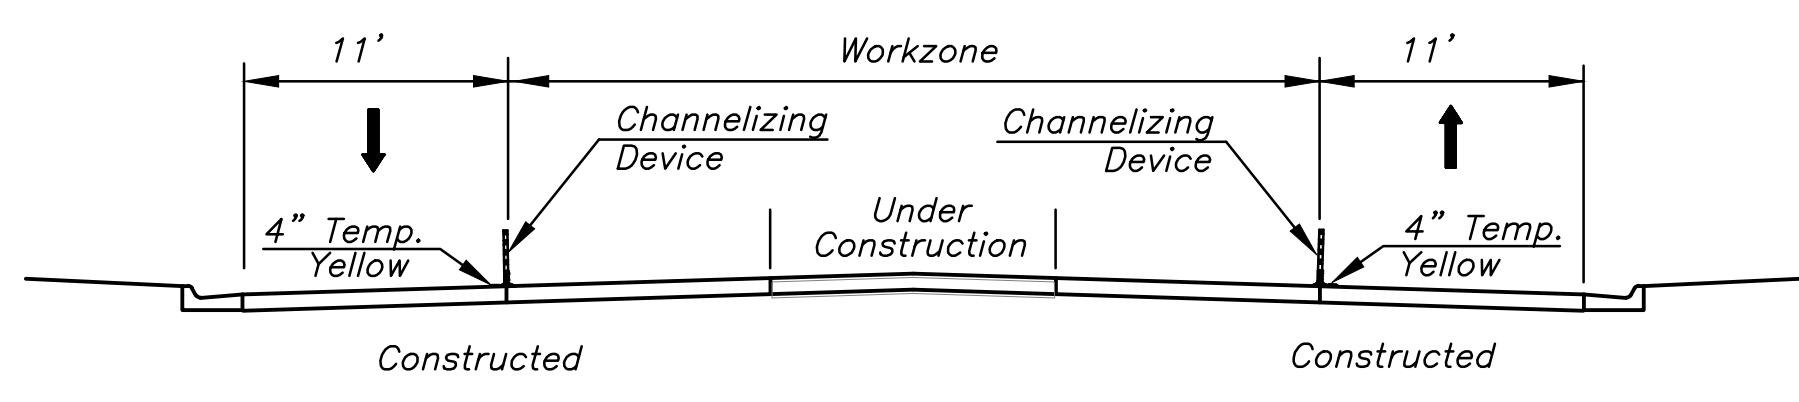 11'
Workzone
11'
Channelizing
Device
Channelizing
Device
4" Temp.
Yellow
Under
Construction
4" Temp.
Yellow
Constructed
Constructed